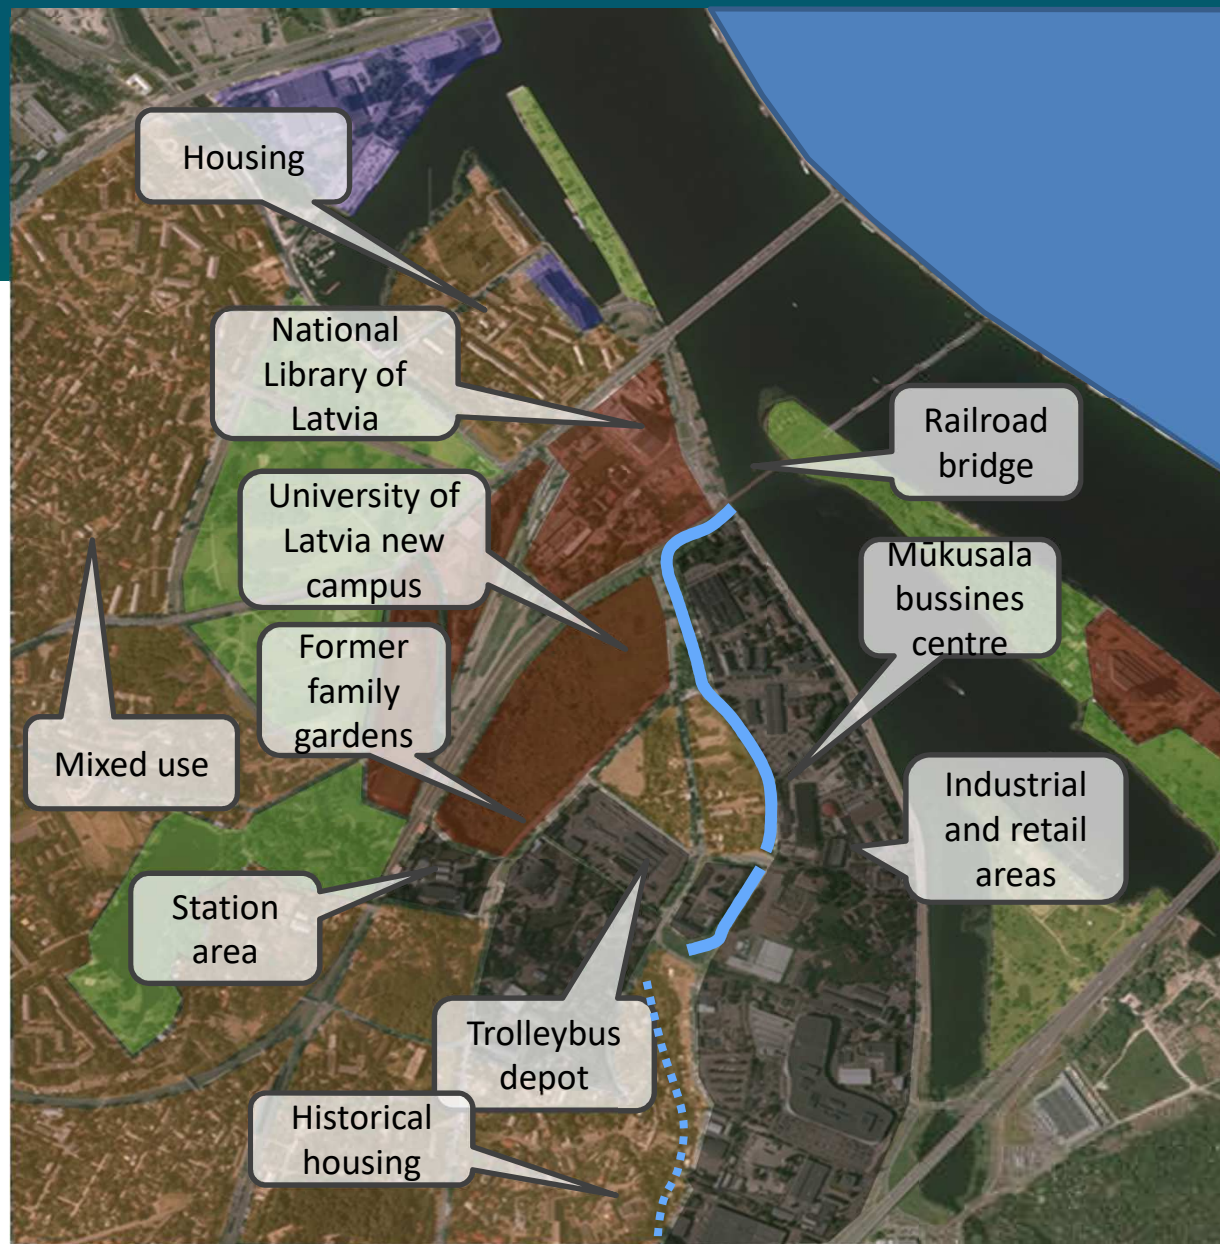 Housing
National
Library of
Latvia
Railroad
bridge
University of
Latvia new
campus
Mūkusala
bussines
centre
Former
family
gardens
Mixed use
Industrial
and retail
areas
Station
area
Trolleybus
depot
Historical
housing